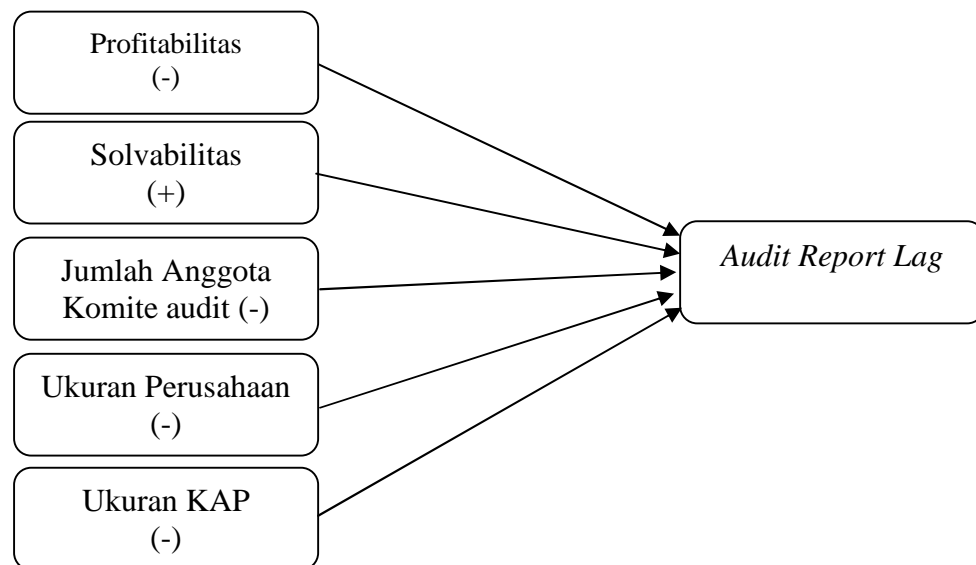 Profitabilitas
(-)
Solvabilitas
(+)
Jumlah Anggota
Komite audit (-)
Ukuran Perusahaan
(-)
Ukuran KAP
(-)
Audit Report Lag